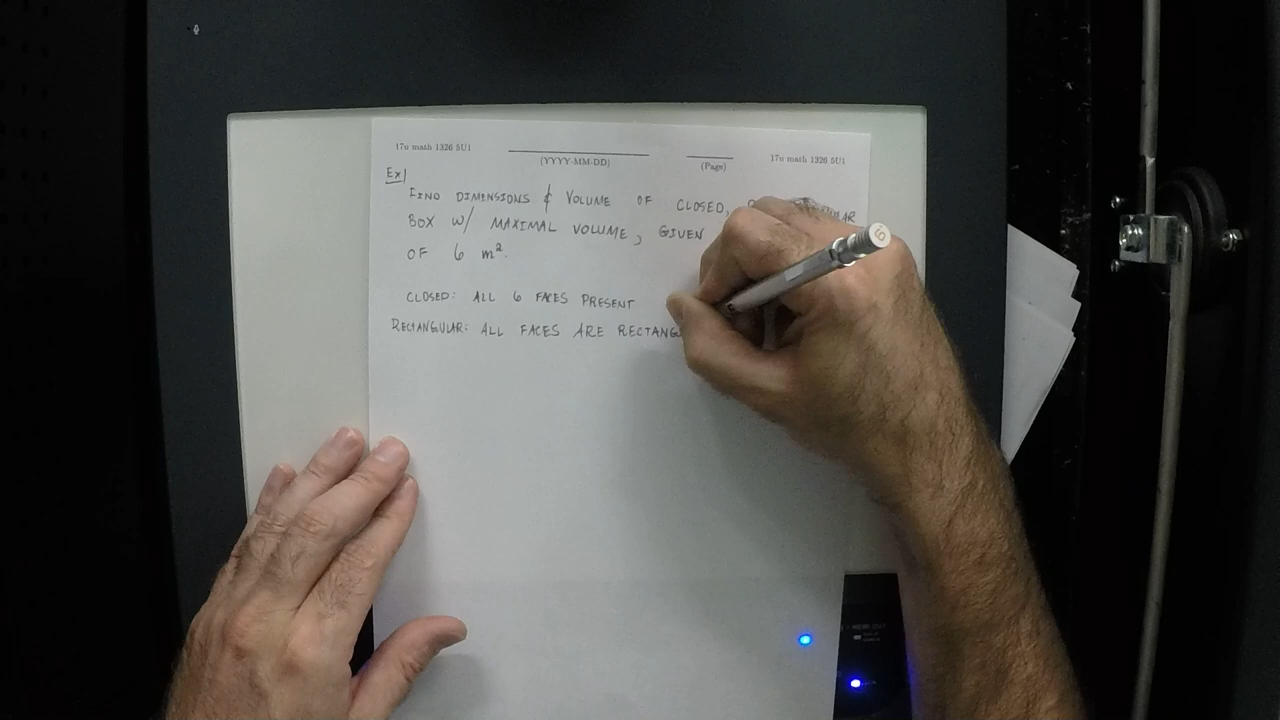 17u math 1326 5U1 (YYYY-MM-DD) (Page) 17u math 1326 5U1
Ex
FIND DIMENSIONS & VOLUME OF CLOSED,
BOX W/ MAXIMAL VOLUME, GIVEN
OF 6 m².
CLOSED: ALL 6 FACES PRESENT
RECTANGULAR: ALL FACES ARE